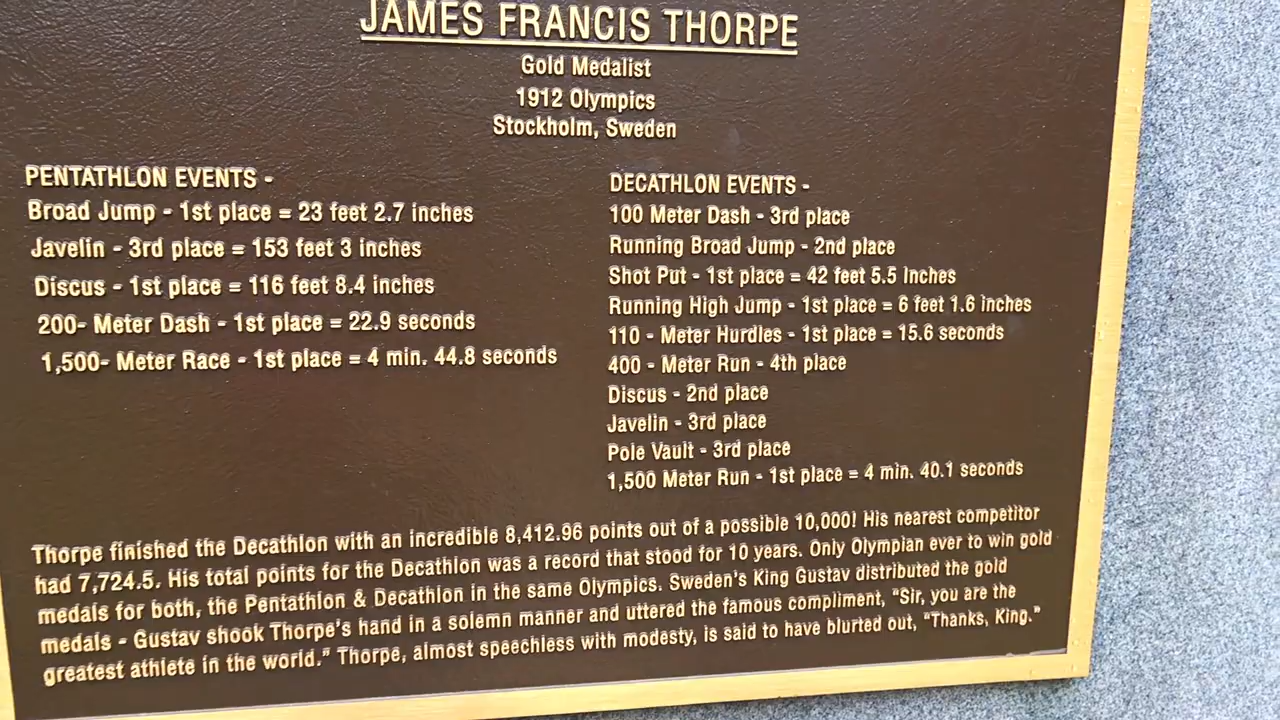 JAMES FRANCIS THORPE
Gold Medalist
1912 Olympics
Stockholm, Sweden
PENTATHLON EVENTS -
Broad Jump - 1st place = 23 feet 2.7 inches
Javelin - 3rd place = 153 feet 3 inches
Discus - 1st place = 116 feet 8.4 inches
200- Meter Dash - 1st place = 22.9 seconds
1,500- Meter Race - 1st place = 4 min. 44.8 seconds
DECATHLON EVENTS -
100 Meter Dash - 3rd place
Running Broad Jump - 2nd place
Shot Put - 1st place = 42 feet 5.5 inches
Running High Jump - 1st place = 6 feet 1.6 inches
110 - Meter Hurdles - 1st place = 15.6 seconds
400 - Meter Run - 4th place
Discus - 2nd place
Javelin - 3rd place
Pole Vault - 3rd place
1,500 Meter Run - 1st place = 4 min. 40.1 seconds
Thorpe finished the Decathlon with an incredible 8,412.96 points out of a possible 10,000! His nearest competitor
had 7,724.5. His total points for the Decathlon was a record that stood for 10 years. Only Olympian ever to win gold
medals for both, the Pentathlon & Decathlon in the same Olympics. Sweden's King Gustav distributed the gold
medals - Gustav shook Thorpe's hand in a solemn manner and uttered the famous compliment, "Sir, you are the
greatest athlete in the world." Thorpe, almost speechless with modesty, is said to have blurted out, "Thanks, King."